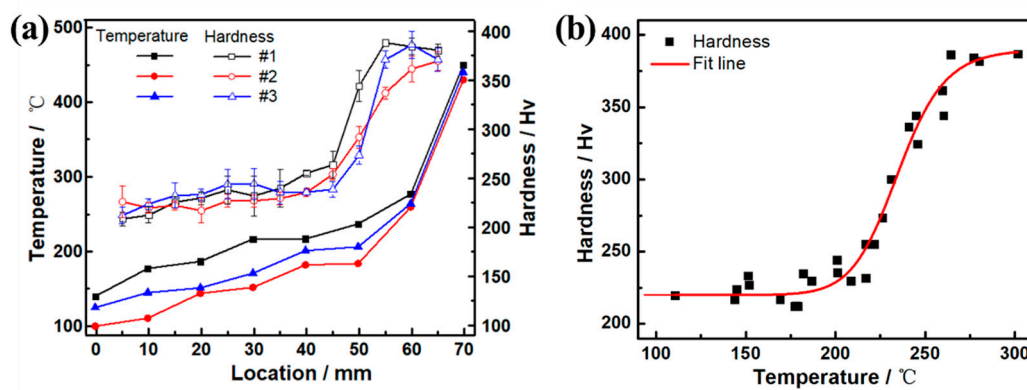 (a)
Temperature Hardness
#1
#2
#3
Temperature / ℃
500
400
300
200
100
Hardness / Hv
400
350
300
250
200
150
100
0 10 20 30 40 50 60 70
Location / mm
(b)
Hardness
Fit line
Hardness / Hv
400
350
300
250
200
100 150 200 250 300
Temperature / ℃